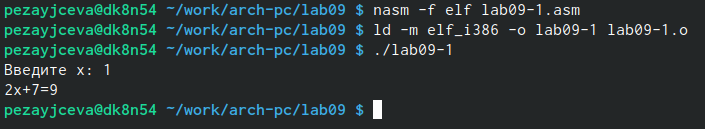 pezayjceva@dk8n54 ~/work/arch-pc/lab09 $ nasm -f elf lab09-1.asm
pezayjceva@dk8n54 ~/work/arch-pc/lab09 $ ld -m elf_i386 -o lab09-1 lab09-1.o
pezayjceva@dk8n54 ~/work/arch-pc/lab09 $ ./lab09-1
Введите x: 1
2x+7=9
pezayjceva@dk8n54 ~/work/arch-pc/lab09 $